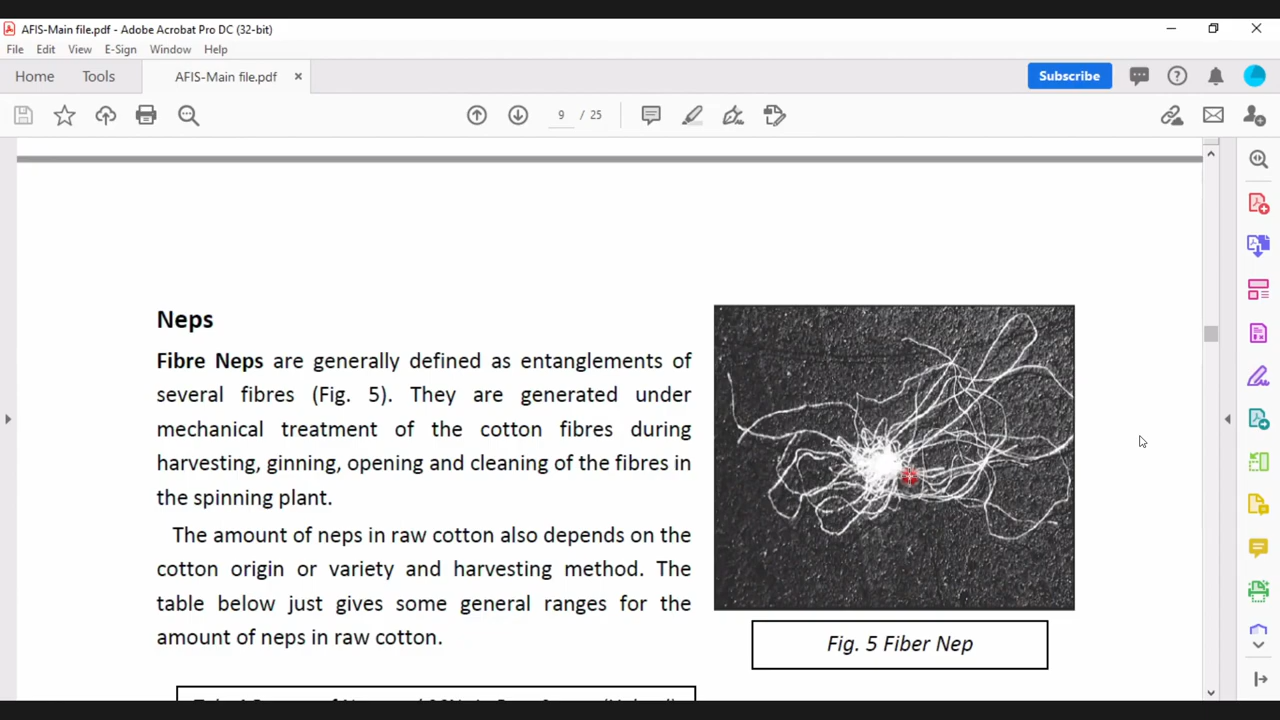 AFIS-Main file.pdf - Adobe Acrobat Pro DC (32-bit)
File Edit View E-Sign Window Help
Home Tools AFIS-Main file.pdf × Subscribe
9 / 25
Neps
Fibre Neps are generally defined as entanglements of
several fibres (Fig. 5). They are generated under
mechanical treatment of the cotton fibres during
harvesting, ginning, opening and cleaning of the fibres in
the spinning plant.
The amount of neps in raw cotton also depends on the
cotton origin or variety and harvesting method. The
table below just gives some general ranges for the
amount of neps in raw cotton.
Fig. 5 Fiber Nep